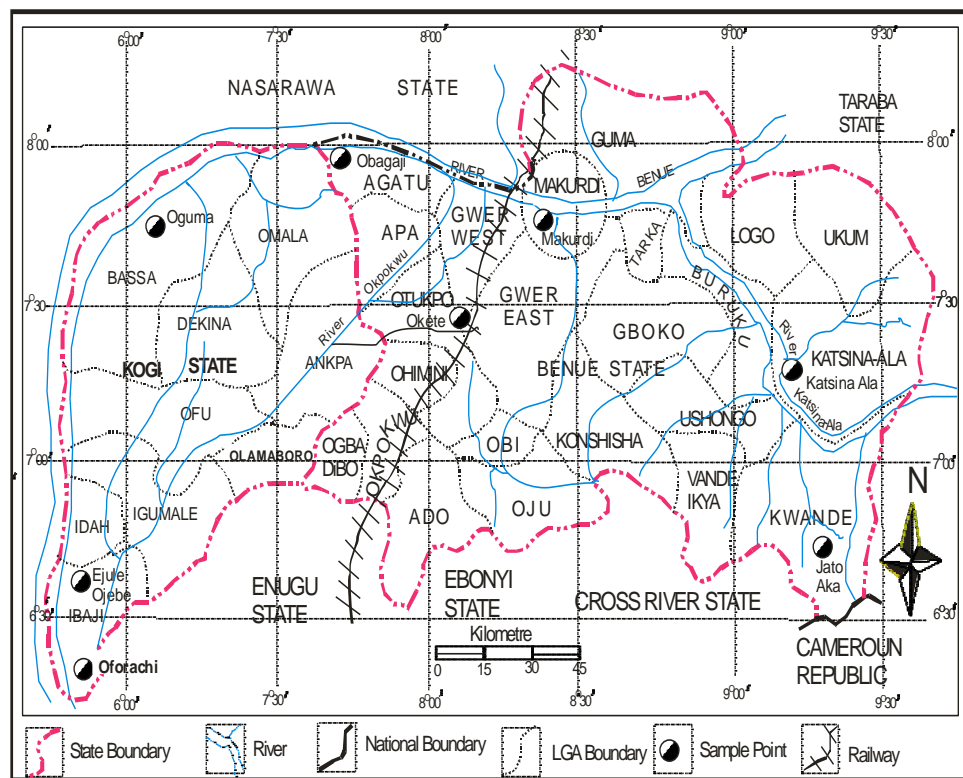 6°00' 7°30' 8°00' 8°30' 9°00' 9°30'
NASARAWA STATE
TARABA
STATE
GUMA
8°00'
8°00'
Obagaji
RIVER
BENUE
AGATU
MAKURDI
Oguma
OMALA
APA
GWER
WEST
Makurdi
TARKA
LOGO
UKUM
BASSA
Okpokwu
River
BURUKU
7°30'
7°30'
OTUKPO
Okete
GWER
EAST
DEKINA
GBOKO
River
KOGI STATE
ANKPA
OHIMINI
BENUE STATE
KATSINA-ALA
Katsina Ala
KatsinaAla
OFU
OKPOKWU
USHONGO
OGBA
DIBO
OBI
KONSHISHA
OLAMABORO
7°00'
7°00'
VANDE
IKYA
N
IDAH
IGUMALE
ADO
OJU
KWANDE
Ejule
Ojebe
Jato
Aka
IBAJI
ENUGU
STATE
EBONYI
STATE
CROSS RIVER STATE
6°30'
6°30'
Kilometre
0 15 30 45
CAMEROUN
REPUBLIC
Oforachi
6°00' 7°30' 8°00' 8°30' 9°00' 9°30'
State Boundary
River
National Boundary
LGA Boundary
Sample Point
Railway